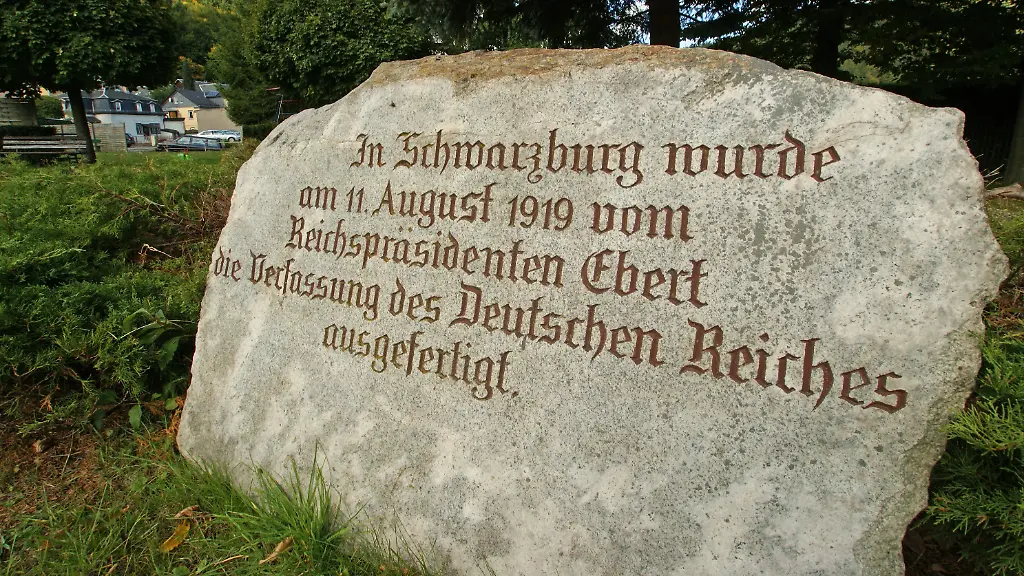 In Schwarzburg wurde
am 11. August 1919 vom
Reichspräsidenten Ebert
die Verfassung des Deutschen Reiches
ausgefertigt.